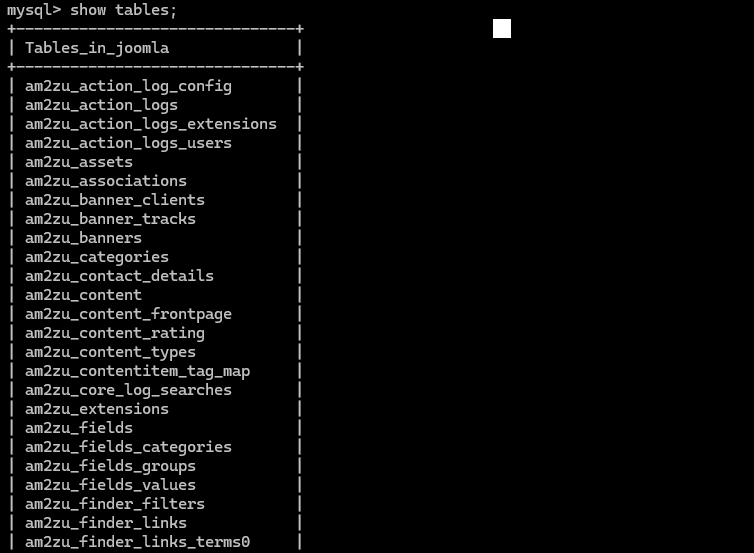 mysql> show tables;
+------------------------------+
| Tables_in_joomla             |
+------------------------------+
| am2zu_action_log_config      |
| am2zu_action_logs            |
| am2zu_action_logs_extensions |
| am2zu_action_logs_users      |
| am2zu_assets                 |
| am2zu_associations           |
| am2zu_banner_clients         |
| am2zu_banner_tracks          |
| am2zu_banners                |
| am2zu_categories             |
| am2zu_contact_details        |
| am2zu_content                |
| am2zu_content_frontpage      |
| am2zu_content_rating         |
| am2zu_content_types          |
| am2zu_contentitem_tag_map    |
| am2zu_core_log_searches      |
| am2zu_extensions             |
| am2zu_fields                 |
| am2zu_fields_categories      |
| am2zu_fields_groups          |
| am2zu_fields_values          |
| am2zu_finder_filters         |
| am2zu_finder_links           |
| am2zu_finder_links_terms0    |